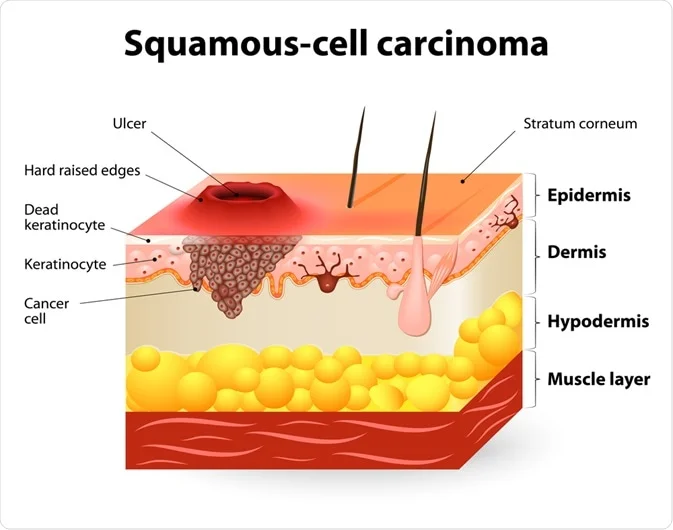 Squamous-cell carcinoma
Ulcer
Stratum corneum
Hard raised edges
Epidermis
Dead
keratinocyte
Dermis
Keratinocyte
Cancer
cell
Hypodermis
Muscle layer